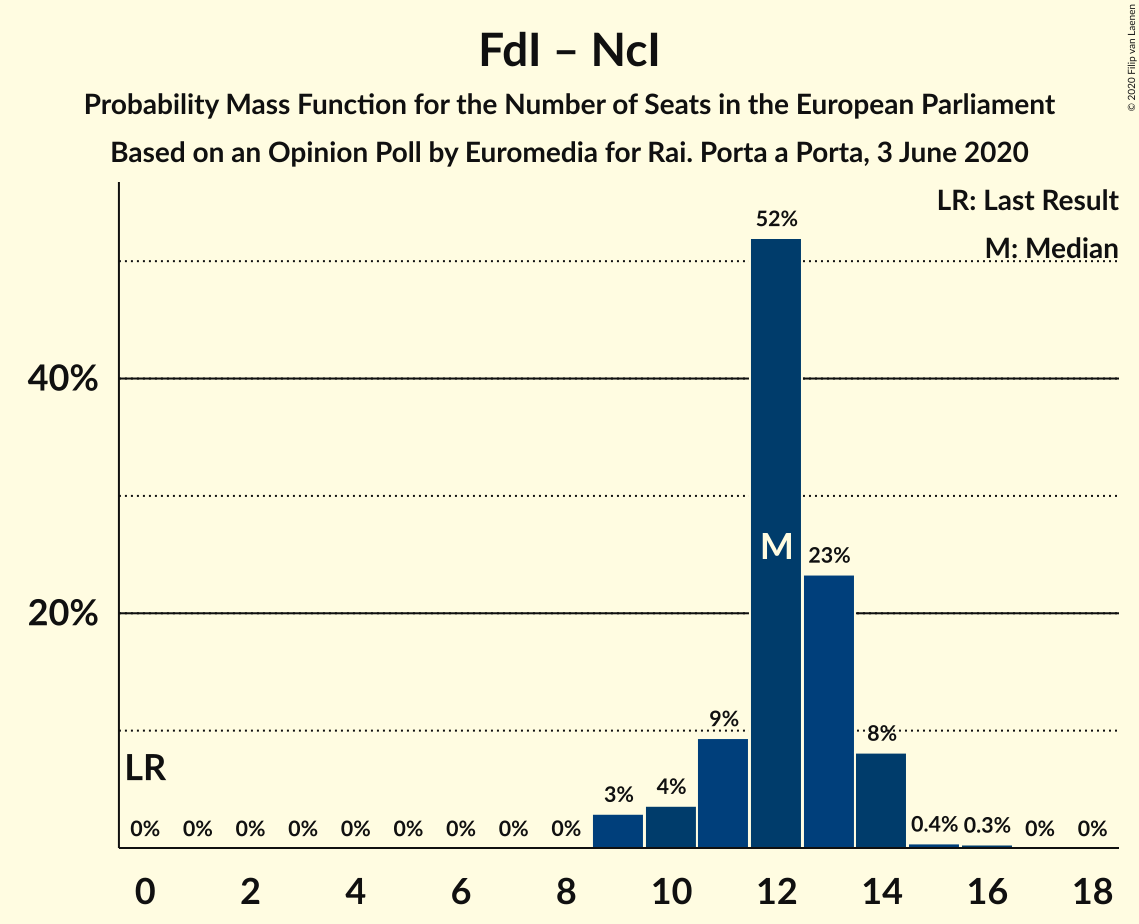 FdI – NcI
Probability Mass Function for the Number of Seats in the European Parliament
Based on an Opinion Poll by Euromedia for Rai. Porta a Porta, 3 June 2020
© 2020 Filip van Laenen
LR: Last Result
M: Median
52%
40%
M
23%
20%
9%
8%
LR
3%
4%
0% 0% 0% 0% 0% 0% 0% 0% 0% 0.4% 0.3% 0% 0%
0 2 4 6 8 10 12 14 16 18